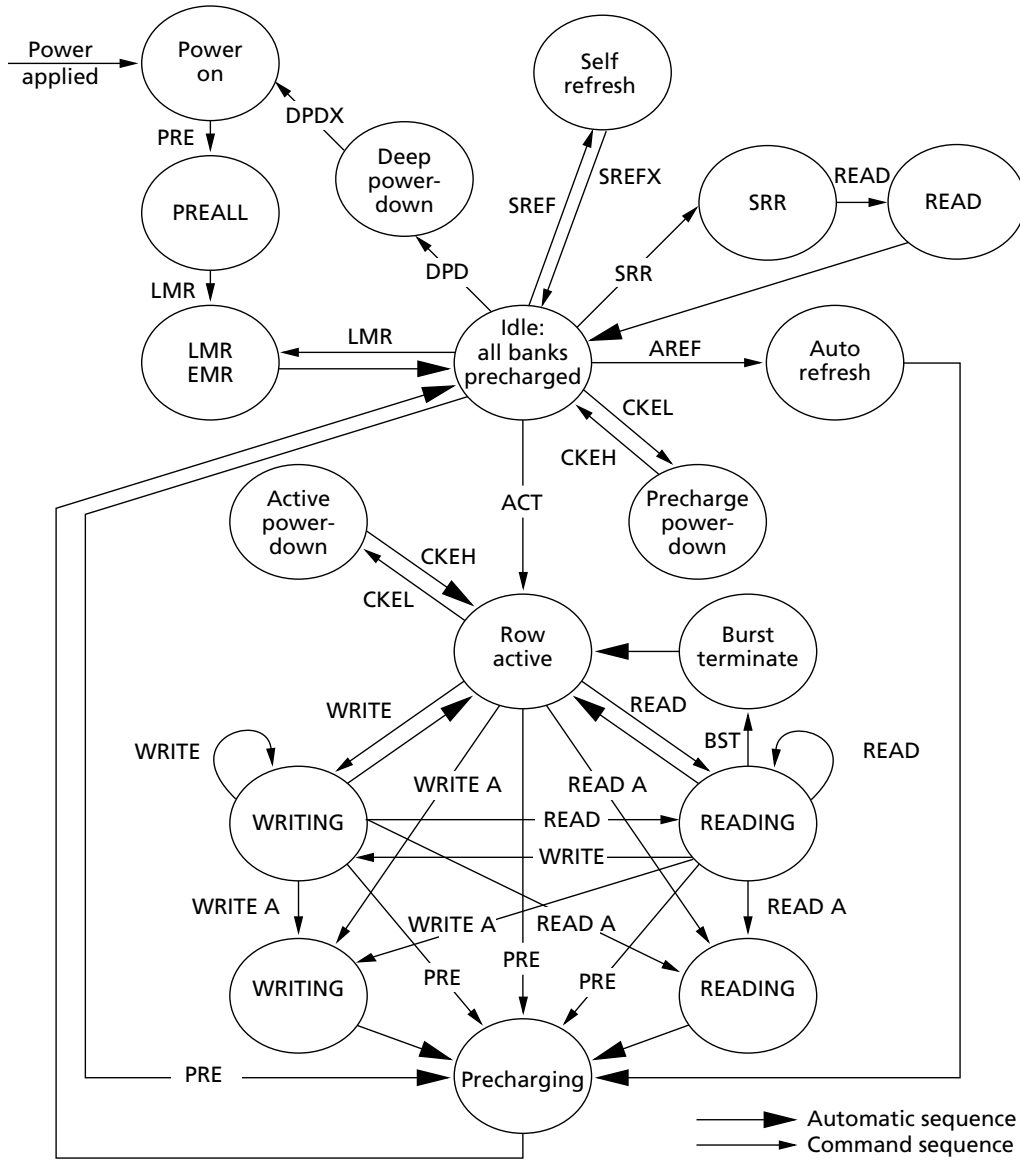 Power
applied
Power
on
Self
refresh
DPDX
PRE
Deep
power-
down
PREALL
SREF
SREFX
SRR
READ
READ
DPD
SRR
LMR
LMR
EMR
LMR
Idle:
all banks
precharged
AREF
Auto
refresh
CKEL
CKEH
Active
power-
down
ACT
Precharge
power-
down
CKEH
CKEL
Row
active
Burst
terminate
WRITE
READ
WRITE
BST
READ
WRITE A
READ A
WRITING
READ
READING
WRITE
WRITE A
WRITE A
READ A
READ A
WRITING
PRE
PRE
PRE
READING
PRE
Precharging
Automatic sequence
Command sequence